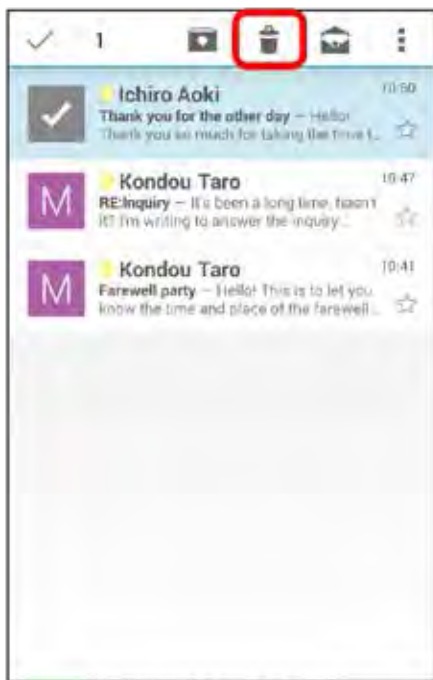 1
Ichiro Aoki 10:50
Thank you for the other day – Hello!
Thank you so much for taking the time t..
M
Kondou Taro 10:47
RE:Inquiry – It's been a long time, hasn't
it? I'm writing to answer the inquiry...
M
Kondou Taro 10:41
Farewell party – Hello! This is to let you
know the time and place of the farewell...